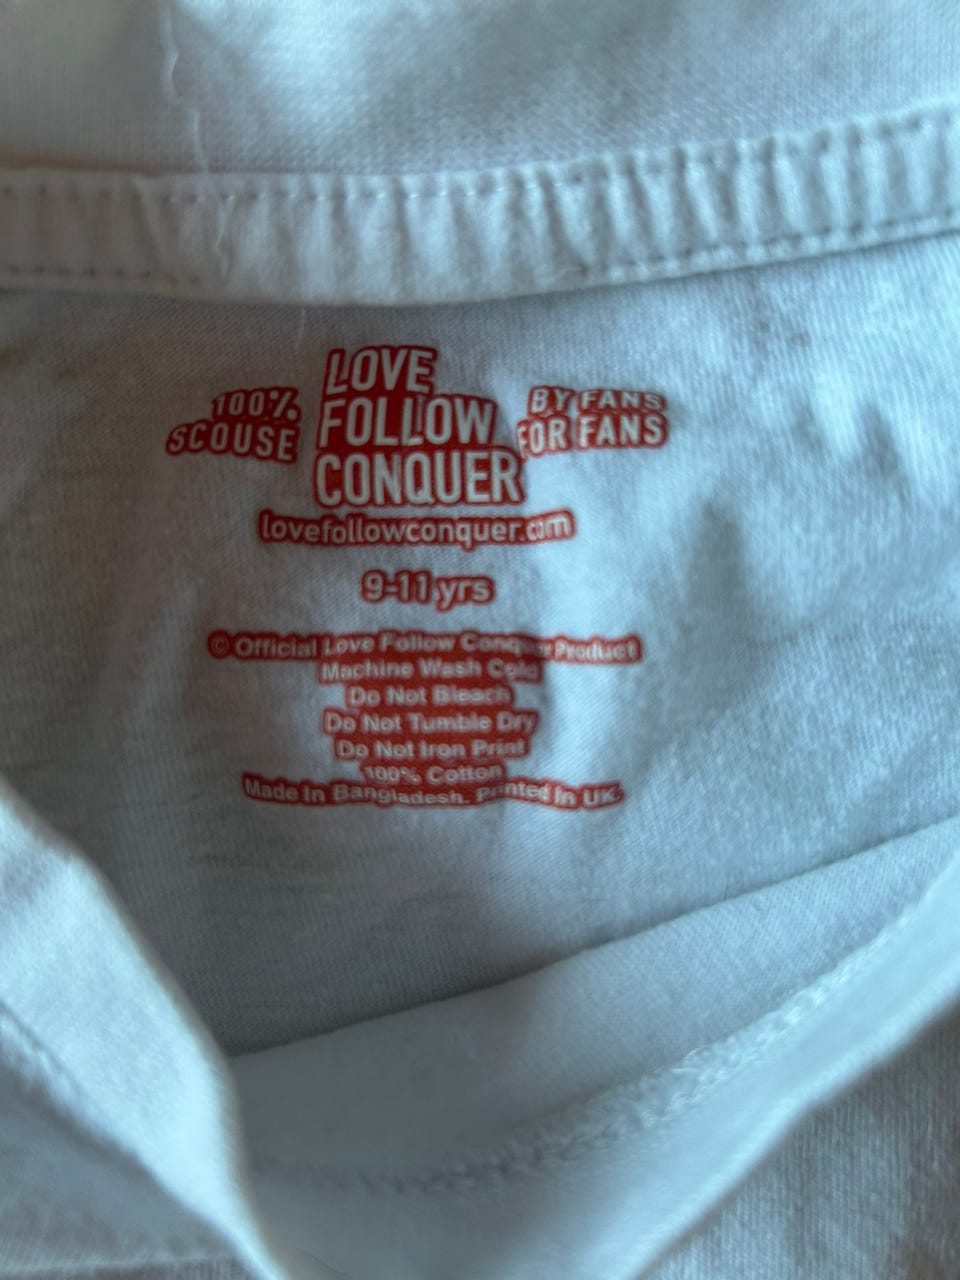 100%
SCOUSE
LOVE
FOLLOW
CONQUER
BY FANS
FOR FANS
lovefollowconquer.com
9-11 yrs
© Official Love Follow Conquer Product
Machine Wash Cold
Do Not Bleach
Do Not Tumble Dry
Do Not Iron Print
100% Cotton
Made In Bangladesh. Printed In UK.